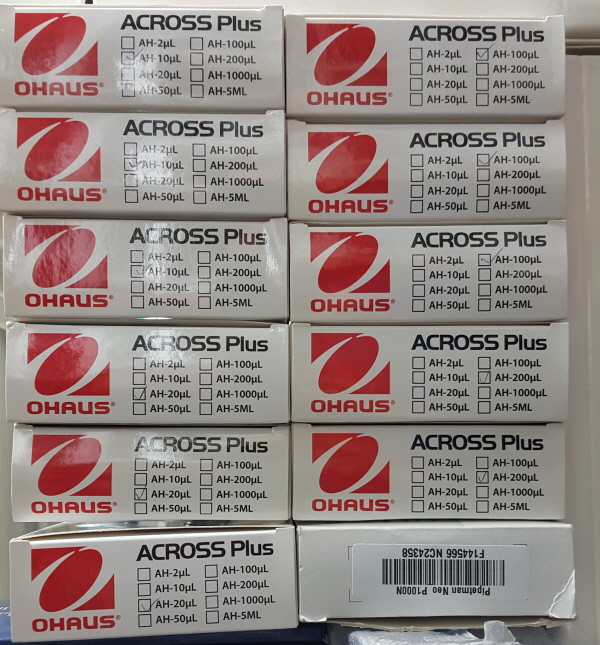 ACROSS Plus
AH-2µL AH-100µL
AH-10µL AH-200µL
AH-20µL AH-1000µL
AH-50µL AH-5ML
OHAUS®
ACROSS Plus
AH-2µL AH-100µL
AH-10µL AH-200µL
AH-20µL AH-1000µL
AH-50µL AH-5ML
OHAUS®
ACROSS Plus
AH-2µL AH-100µL
AH-10µL AH-200µL
AH-20µL AH-1000µL
AH-50µL AH-5ML
OHAUS®
ACROSS Plus
AH-2µL AH-100µL
AH-10µL AH-200µL
AH-20µL AH-1000µL
AH-50µL AH-5ML
OHAUS®
ACROSS Plus
AH-2µL AH-100µL
AH-10µL AH-200µL
AH-20µL AH-1000µL
AH-50µL AH-5ML
OHAUS®
ACROSS Plus
AH-2µL AH-100µL
AH-10µL AH-200µL
AH-20µL AH-1000µL
AH-50µL AH-5ML
OHAUS®
ACROSS Plus
AH-2µL AH-100µL
AH-10µL AH-200µL
AH-20µL AH-1000µL
AH-50µL AH-5ML
OHAUS®
ACROSS Plus
AH-2µL AH-100µL
AH-10µL AH-200µL
AH-20µL AH-1000µL
AH-50µL AH-5ML
OHAUS®
ACROSS Plus
AH-2µL AH-100µL
AH-10µL AH-200µL
AH-20µL AH-1000µL
AH-50µL AH-5ML
OHAUS®
ACROSS Plus
AH-2µL AH-100µL
AH-10µL AH-200µL
AH-20µL AH-1000µL
AH-50µL AH-5ML
OHAUS®
ACROSS Plus
AH-2µL AH-100µL
AH-10µL AH-200µL
AH-20µL AH-1000µL
AH-50µL AH-5ML
OHAUS®
Pipetman Neo P1000N
F144566 NC24358